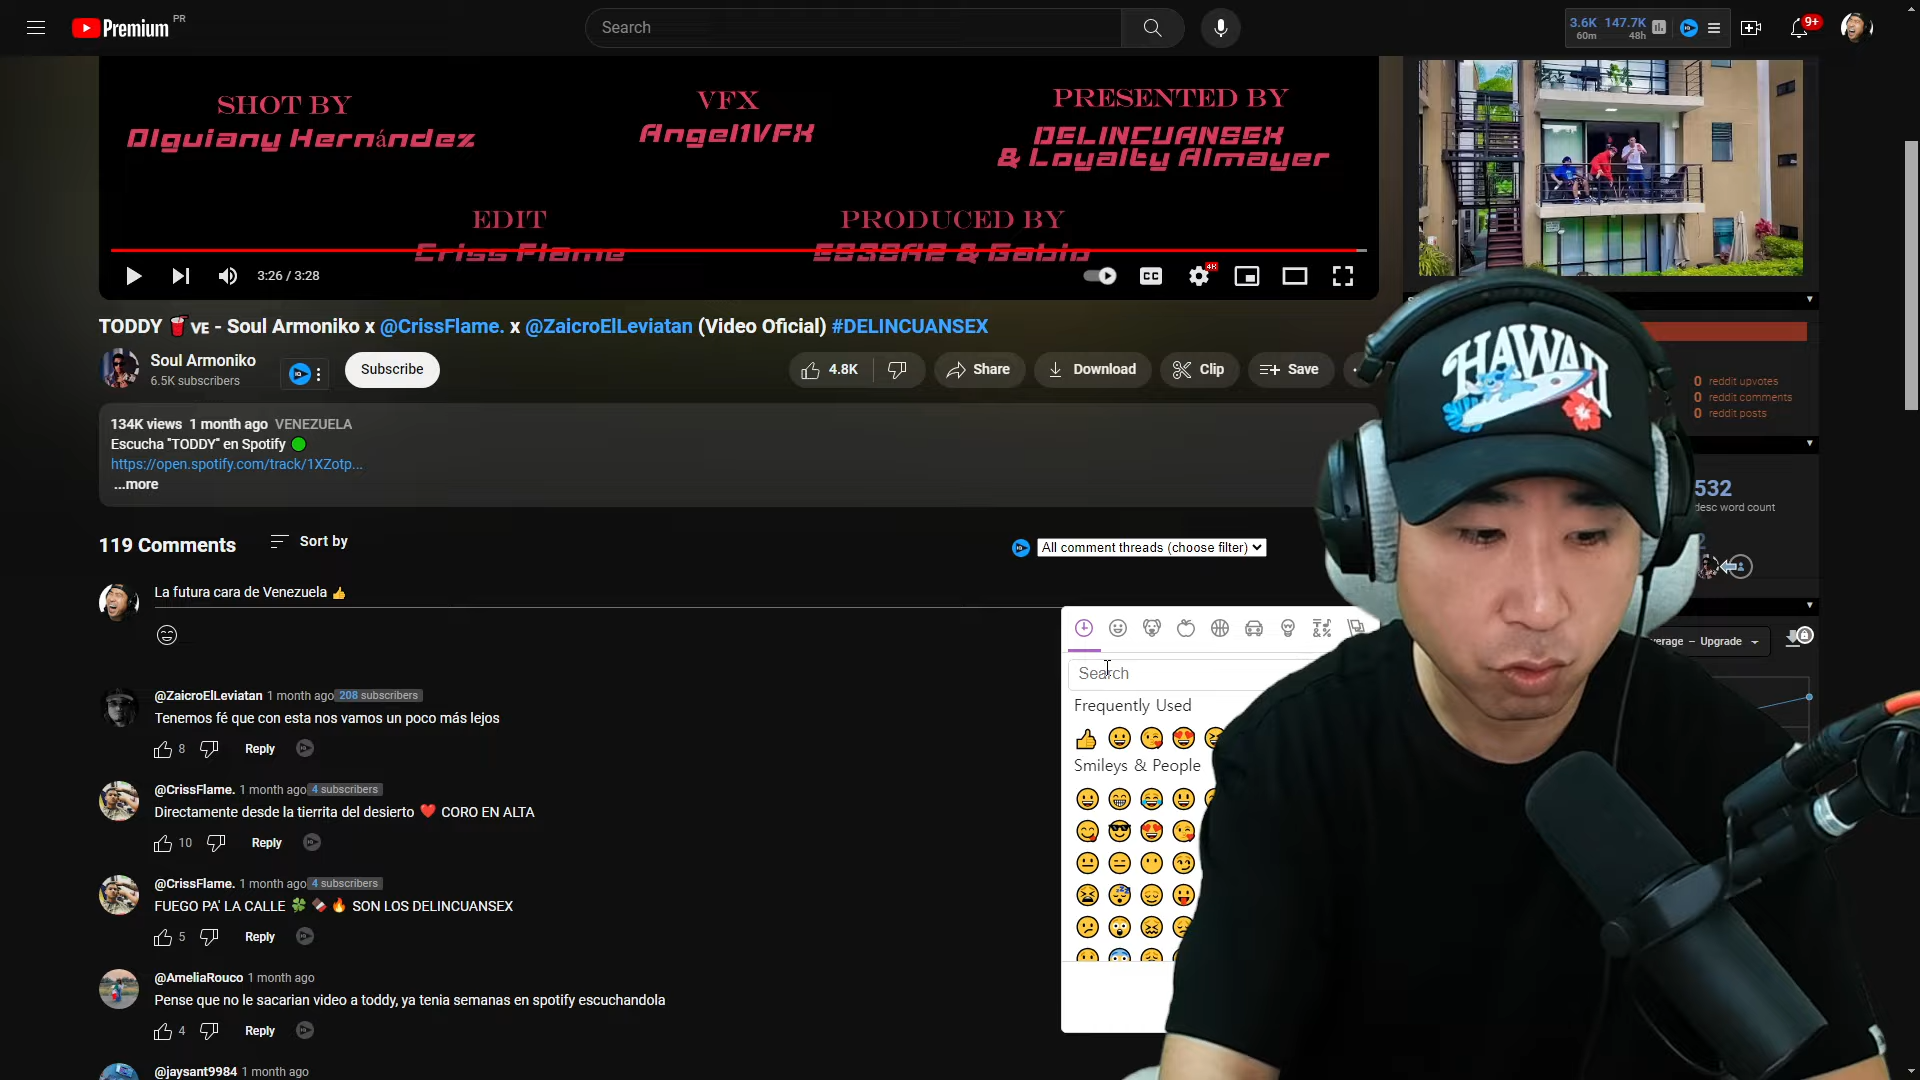 Premium PR
Search
3.6K 147.7K
60m 48h
9+
SHOT BY
Olguiany Hernández
VFX
Angel1VFX
PRESENTED BY
DELINCUANSEX
& Loyalty Almayer
EDIT
Criss Flame
PRODUCED BY
3:26 / 3:28
CC
4K
TODDY 🥤VE - Soul Armoniko x @CrissFlame. x @ZaicroElLeviatan (Video Oficial) #DELINCUANSEX
Soul Armoniko
6.5K subscribers
Subscribe
4.8K
Share
Download
Clip
Save
HAWAII
0 reddit upvotes
0 reddit comments
0 reddit posts
134K views 1 month ago VENEZUELA
Escucha "TODDY" en Spotify 🟢
https://open.spotify.com/track/1XZotp...
...more
532
desc word count
119 Comments
Sort by
All comment threads (choose filter)
La futura cara de Venezuela 👍
verage – Upgrade
Search
Frequently Used
Smileys & People
@ZaicroElLeviatan 1 month ago 208 subscribers
Tenemos fé que con esta nos vamos un poco más lejos
8 Reply
@CrissFlame. 1 month ago 4 subscribers
Directamente desde la tierrita del desierto ❤️ CORO EN ALTA
10 Reply
@CrissFlame. 1 month ago 4 subscribers
FUEGO PA' LA CALLE 🍀 🍫 🔥 SON LOS DELINCUANSEX
5 Reply
@AmeliaRouco 1 month ago
Pense que no le sacarian video a toddy, ya tenia semanas en spotify escuchandola
4 Reply
@jaysant9984 1 month ago